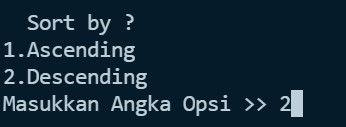 Sort by ?
1.Ascending
2.Descending
Masukkan Angka Opsi >> 2